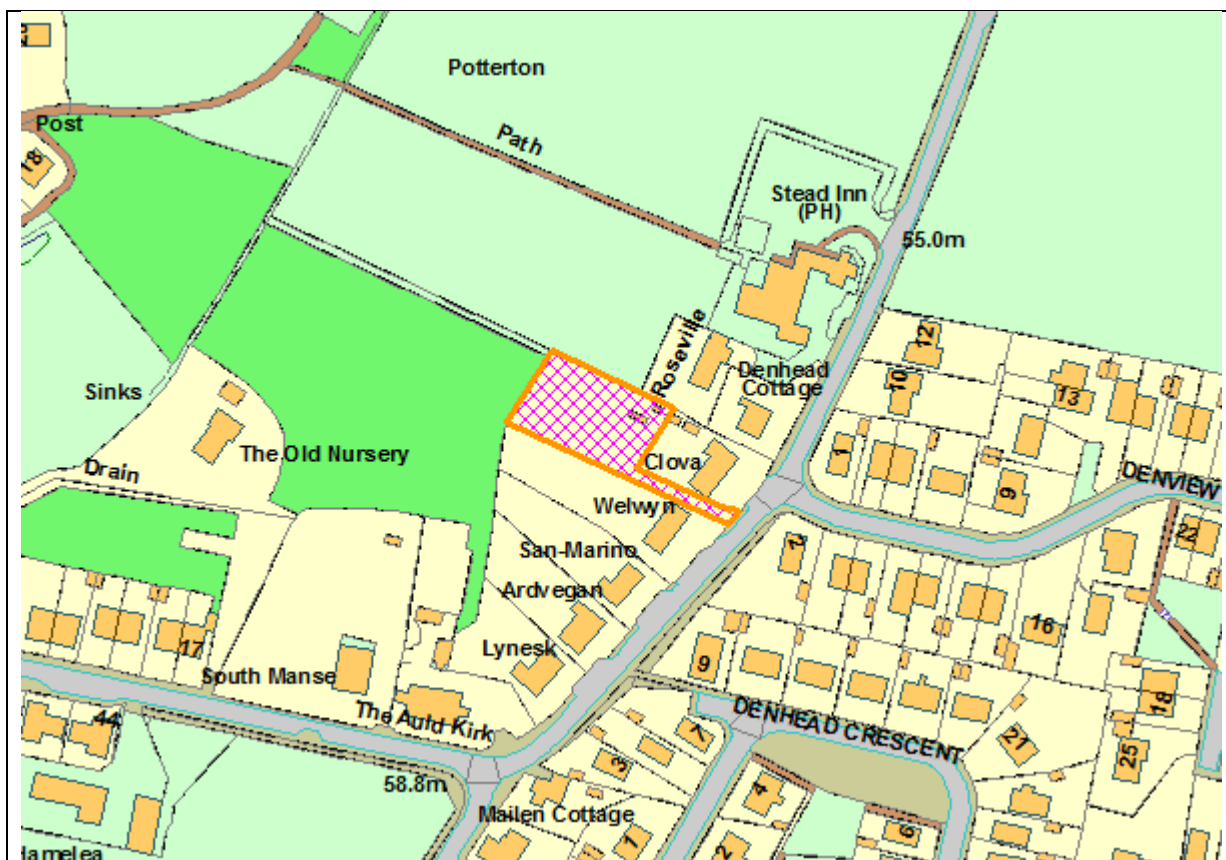 Potterton
Post
Path
18
Stead Inn
(PH)
55.0m
Roseville
Denhead
Cottage
12
10
13
Sinks
The Old Nursery
Clova
1
9
DENVIEW
Drain
Welwyn
22
San-Marino
2
Ardvegan
16
17
Lynesk
9
South Manse
18
44
The Auld Kirk
DENHEAD CRESCENT
7
21
25
3
58.8m
4
Mailen Cottage
1
6
2
Hamelea